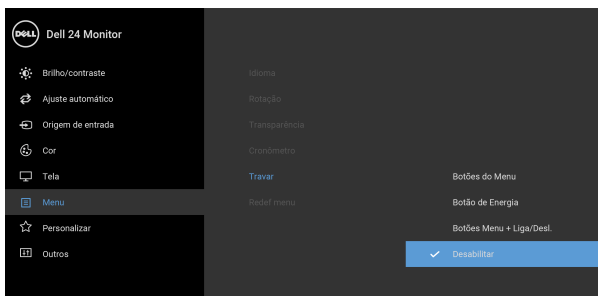 DELL Dell 24 Monitor
Brilho/contraste
Ajuste automático
Origem de entrada
Cor
Tela
Menu
Personalizar
Outros
Idioma
Rotação
Transparência
Cronômetro
Travar
Redef menu
Botões do Menu
Botão de Energia
Botões Menu + Liga/Desl.
Desabilitar